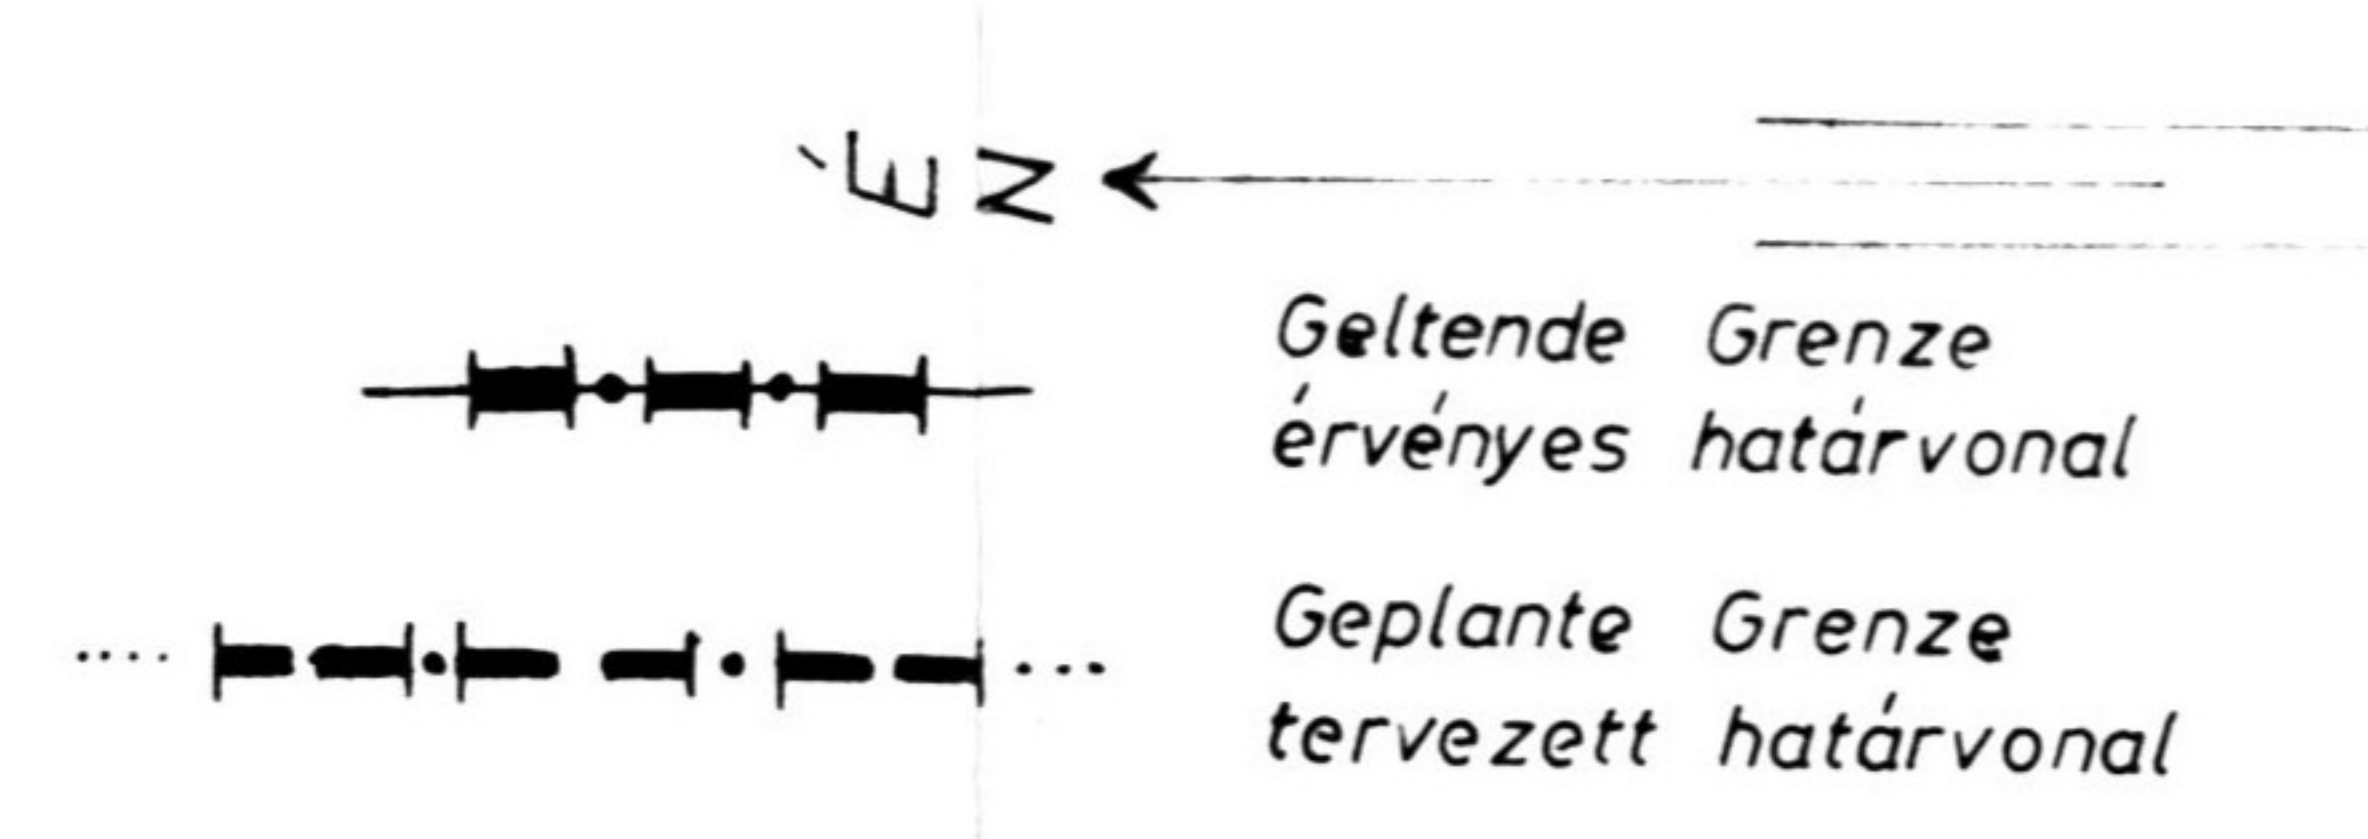 É
N
Geltende Grenze
érvényes határvonal
Geplante Grenze
tervezett határvonal